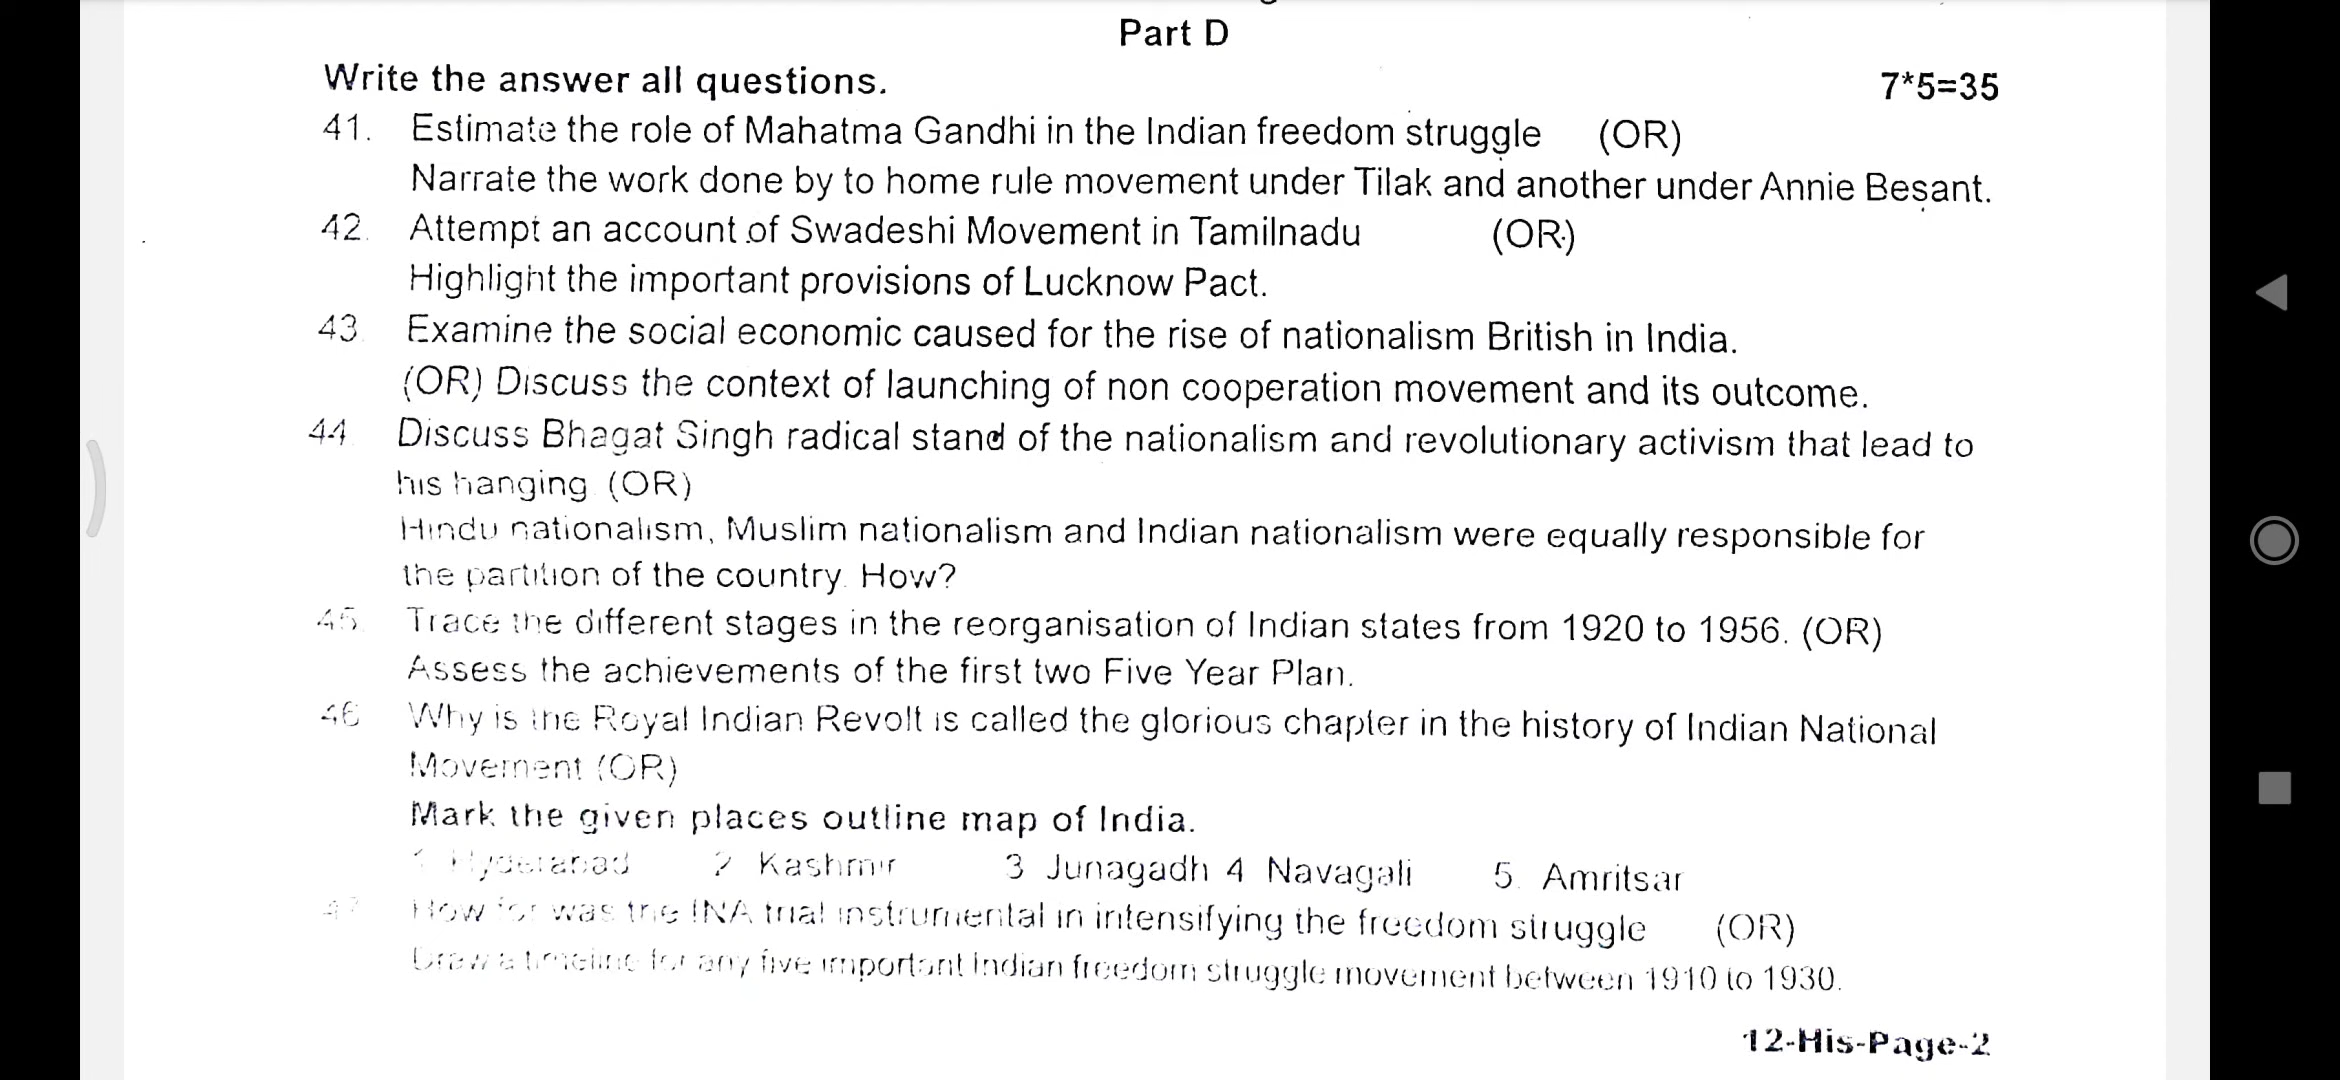 Part D
Write the answer all questions. 7*5=35
41. Estimate the role of Mahatma Gandhi in the Indian freedom struggle (OR)
Narrate the work done by to home rule movement under Tilak and another under Annie Besant.
42. Attempt an account of Swadeshi Movement in Tamilnadu (OR)
Highlight the important provisions of Lucknow Pact.
43. Examine the social economic caused for the rise of nationalism British in India.
(OR) Discuss the context of launching of non cooperation movement and its outcome.
44. Discuss Bhagat Singh radical stand of the nationalism and revolutionary activism that lead to
his hanging (OR)
Hindu nationalism, Muslim nationalism and Indian nationalism were equally responsible for
the partition of the country. How?
45. Trace the different stages in the reorganisation of Indian states from 1920 to 1956. (OR)
Assess the achievements of the first two Five Year Plan.
46 Why is the Royal Indian Revolt is called the glorious chapter in the history of Indian National
Movement (OR)
Mark the given places outline map of India.
1 Hyderabad 2 Kashmir 3 Junagadh 4 Navagali 5. Amritsar
47 How for was the INA trial instrumental in intensifying the freedom struggle (OR)
Draw a timeline for any five important Indian freedom struggle movement between 1910 to 1930.
12-His-Page-2